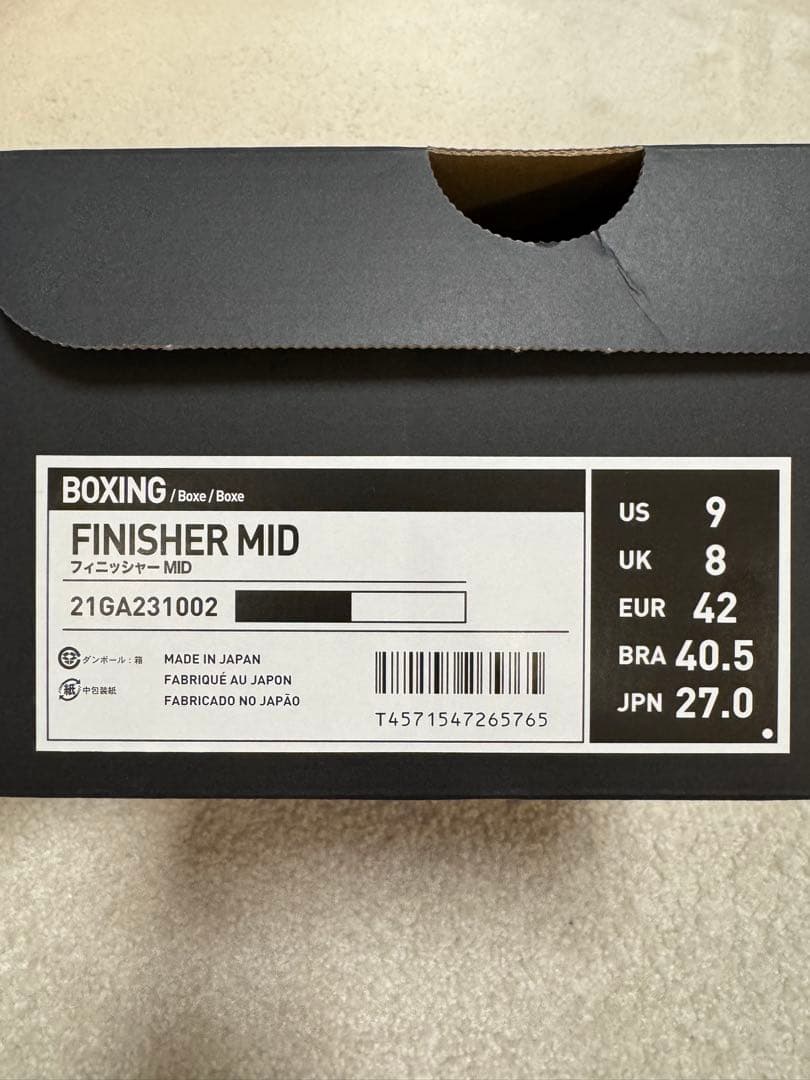 BOXING / Boxe / Boxe
FINISHER MID
フィニッシャー MID
21GA231002
ダンボール : 箱
紙 中包装紙
MADE IN JAPAN
FABRIQUÉ AU JAPON
FABRICADO NO JAPÃO
T4571547265765
US 9
UK 8
EUR 42
BRA 40.5
JPN 27.0